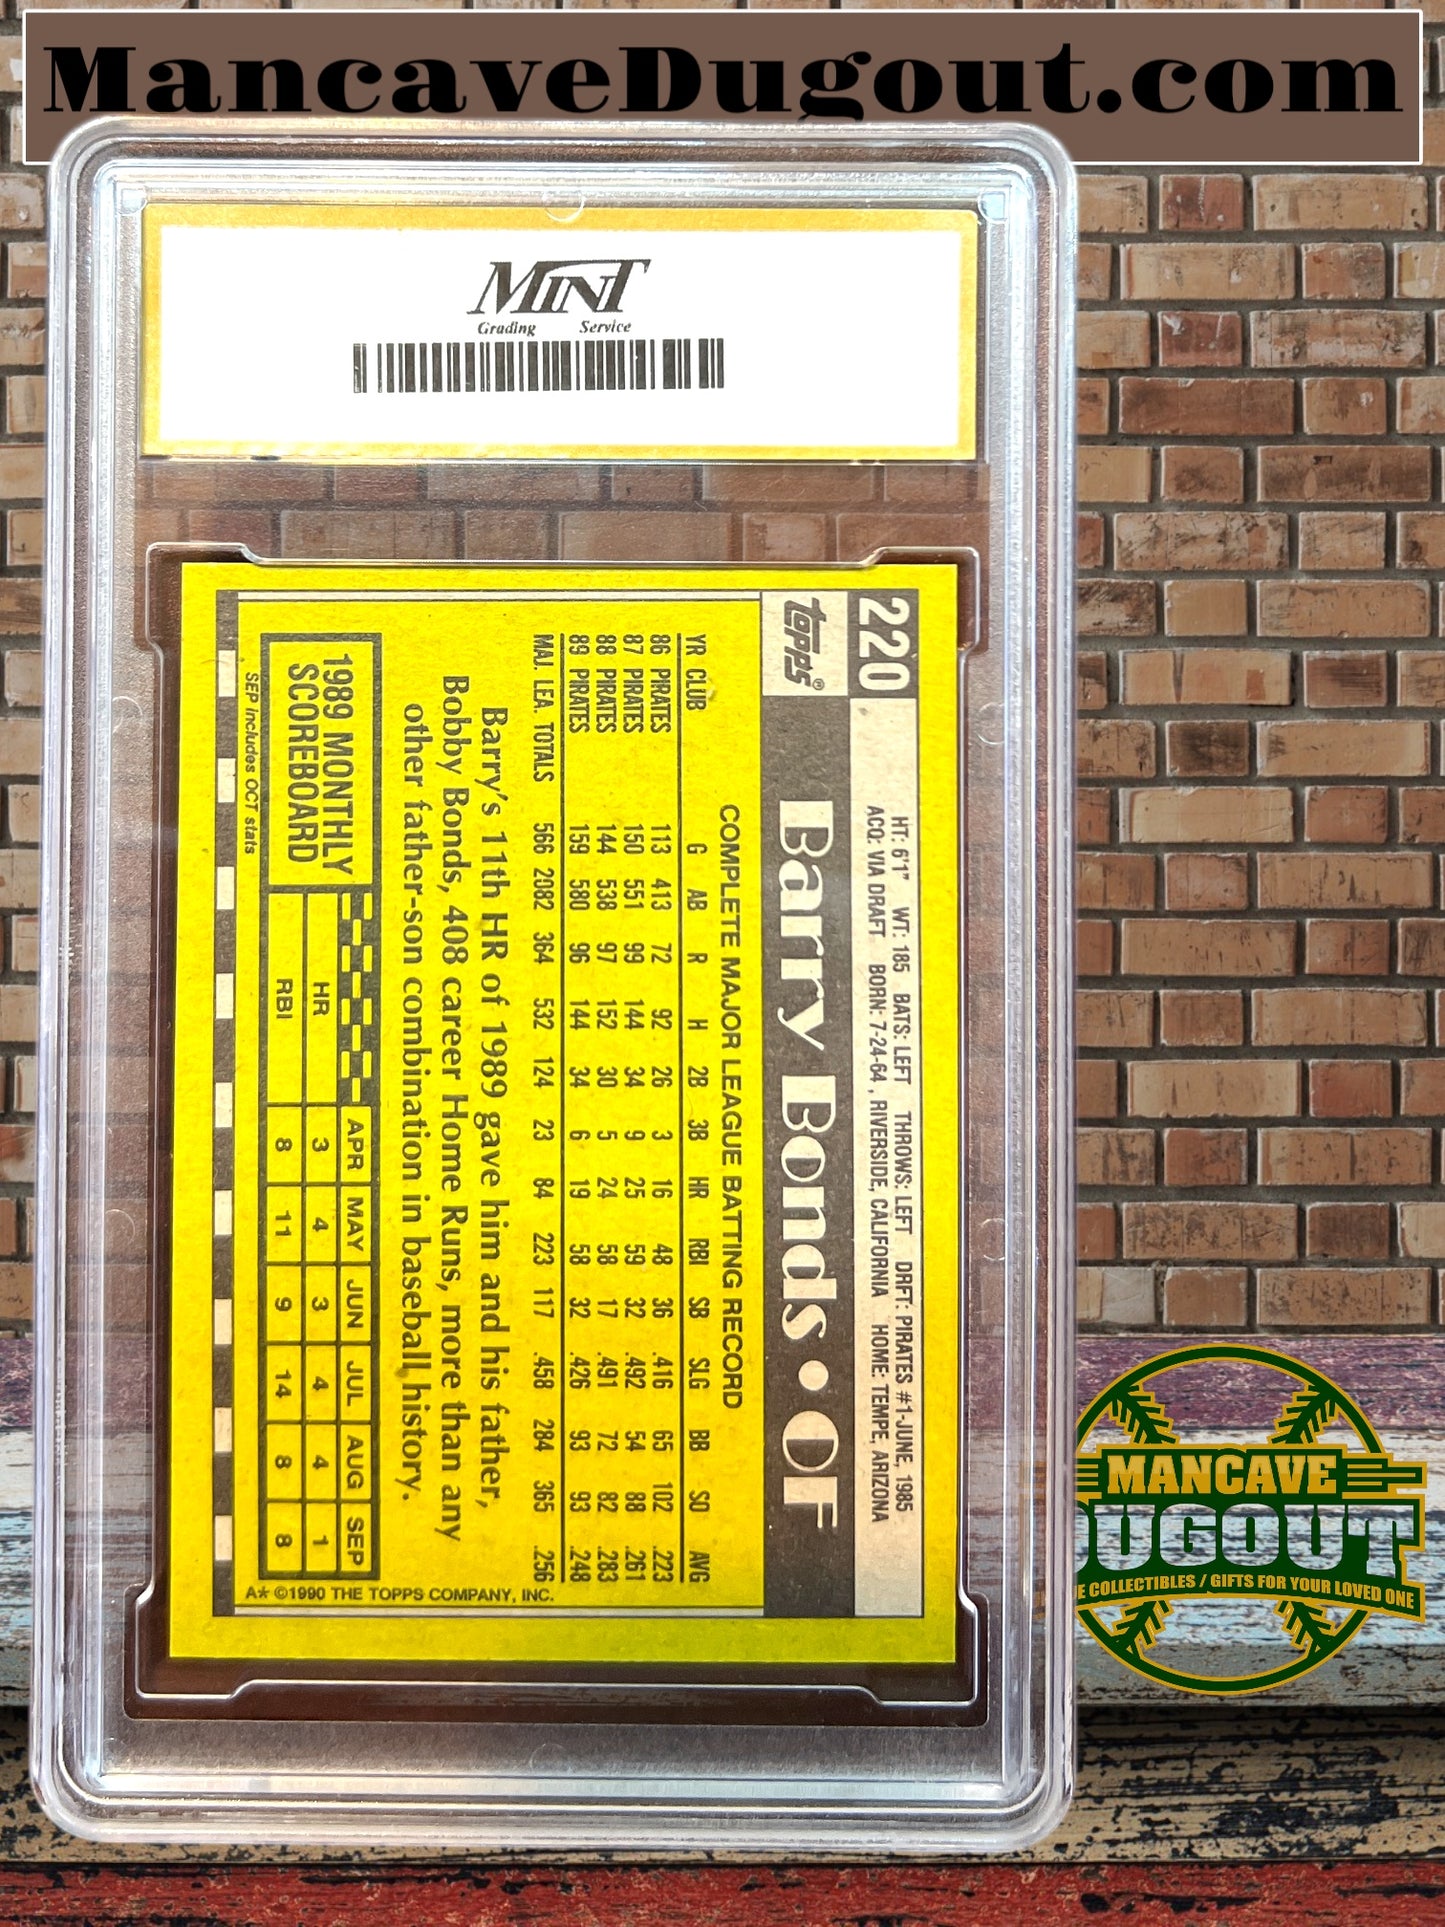 MancaveDugout.com
MINT
Grading Service
220
HT: 6'1" WT: 185 BATS: LEFT THROWS: LEFT DRFT: PIRATES #1-JUNE, 1985
ACQ: VIA DRAFT BORN: 7-24-64, RIVERSIDE, CALIFORNIA HOME: TEMPE, ARIZONA
topps®
Barry Bonds • OF
COMPLETE MAJOR LEAGUE BATTING RECORD
YR CLUB G AB R H 2B 3B HR RBI SB SLG BB SO AVG
86 PIRATES 113 413 72 92 26 3 16 48 36 .416 65 102 .223
87 PIRATES 150 551 99 144 34 9 25 59 32 .492 54 88 .261
88 PIRATES 144 538 97 152 30 5 24 58 17 .491 72 82 .283
89 PIRATES 159 580 96 144 34 6 19 58 32 .426 93 93 .248
MAJ. LEA. TOTALS 566 2082 364 532 124 23 84 223 117 .458 284 365 .256
Barry's 11th HR of 1989 gave him and his father,
Bobby Bonds, 408 career Home Runs, more than any
other father-son combination in baseball history.
1989 MONTHLY
SCOREBOARD
APR MAY JUN JUL AUG SEP
HR 3 4 3 4 4 1
RBI 8 11 9 14 8 8
SEP includes OCT stats
A* ©1990 THE TOPPS COMPANY, INC.
MANCAVE
DUGOUT
E COLLECTIBLES / GIFTS FOR YOUR LOVED ONE